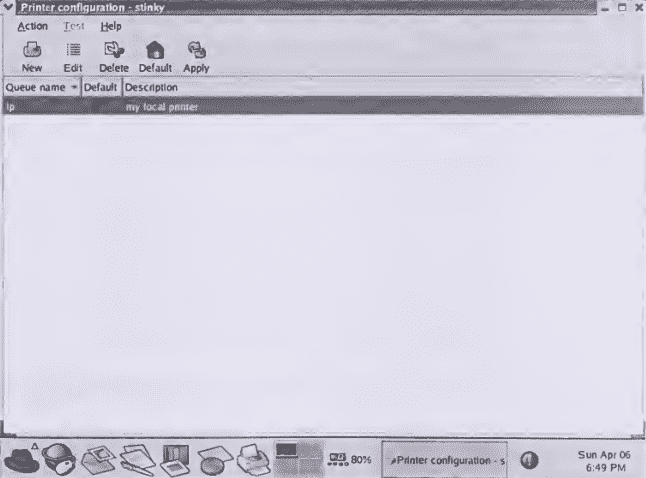 Printer configuration - stinky
Action Test Help
New Edit Delete Default Apply
Queue name Default Description
lp my local printer
80% Printer configuration - s Sun Apr 06
6:49 PM